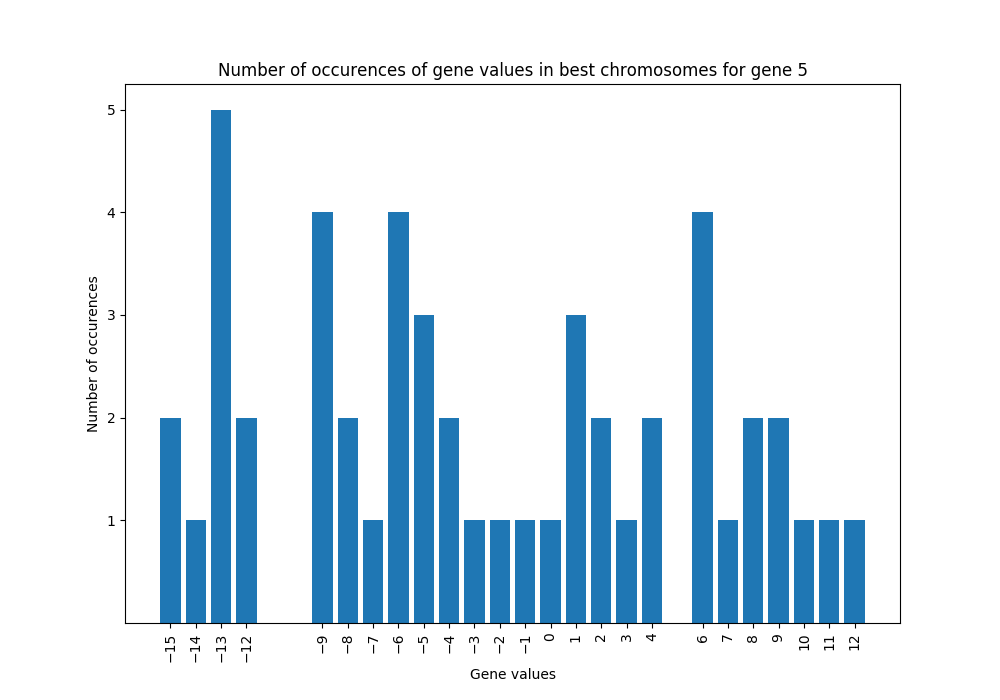 Number of occurences of gene values in best chromosomes for gene 5
Number of occurences
5
4
3
2
1
−15 −14 −13 −12 −9 −8 −7 −6 −5 −4 −3 −2 −1 0 1 2 3 4 6 7 8 9 10 11 12
Gene values